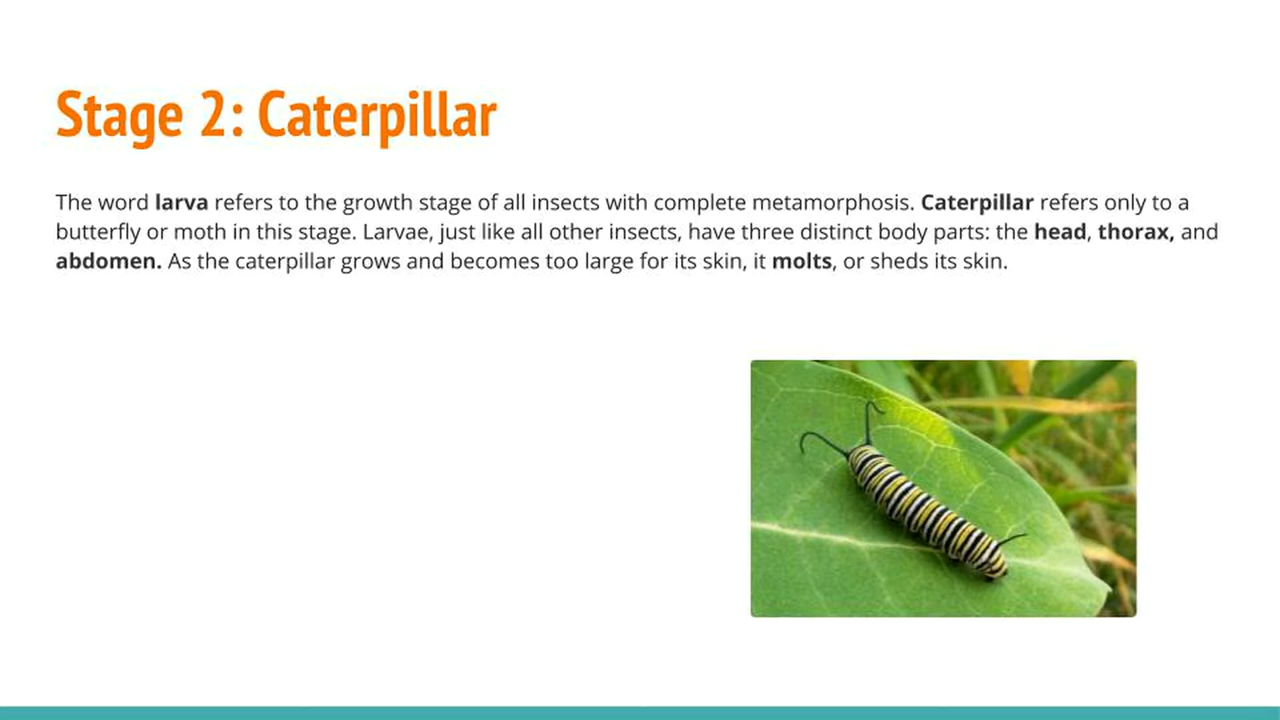 Stage 2: Caterpillar
The word larva refers to the growth stage of all insects with complete metamorphosis. Caterpillar refers only to a
butterfly or moth in this stage. Larvae, just like all other insects, have three distinct body parts: the head, thorax, and
abdomen. As the caterpillar grows and becomes too large for its skin, it molts, or sheds its skin.